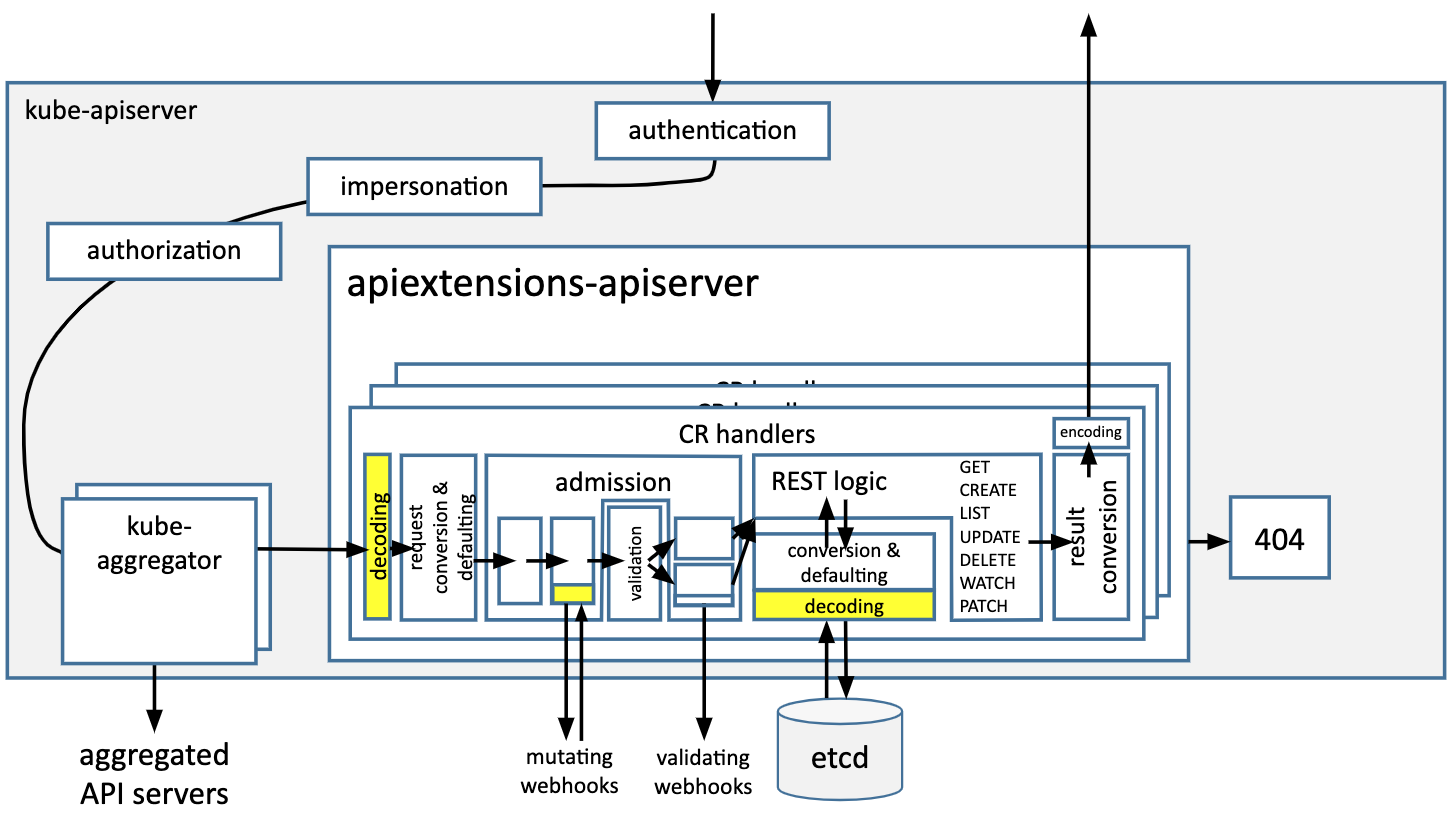 kube-apiserver
authentication
impersonation
authorization
apiextensions-apiserver
CR handlers
encoding
decoding
request
conversion &
defaulting
admission
validation
REST logic
conversion &
defaulting
decoding
GET
CREATE
LIST
UPDATE
DELETE
WATCH
PATCH
result
conversion
404
kube-
aggregator
aggregated
API servers
mutating
webhooks
validating
webhooks
etcd